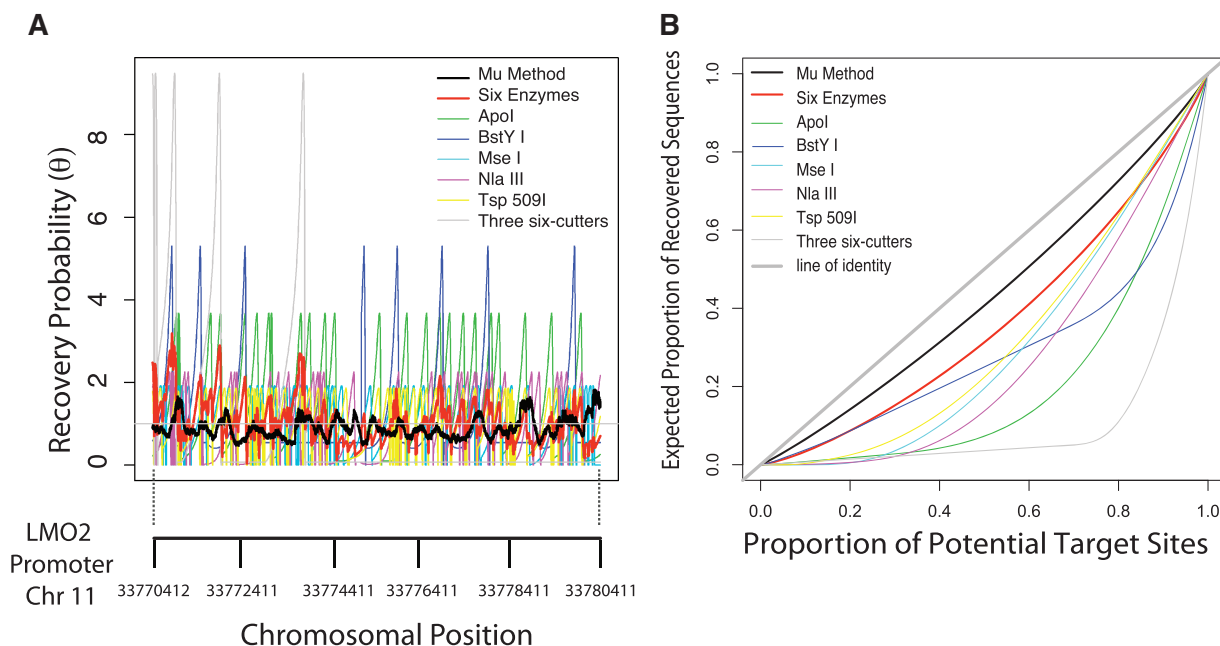 A
Recovery Probability (θ)
8
6
4
2
0
Mu Method
Six Enzymes
ApoI
BstY I
Mse I
Nla III
Tsp 509I
Three six-cutters
LMO2
Promoter
Chr 11
33770412 33772411 33774411 33776411 33778411 33780411
Chromosomal Position
B
Expected Proportion of Recovered Sequences
1.0
0.8
0.6
0.4
0.2
0.0
Mu Method
Six Enzymes
ApoI
BstY I
Mse I
Nla III
Tsp 509I
Three six-cutters
line of identity
0.0 0.2 0.4 0.6 0.8 1.0
Proportion of Potential Target Sites